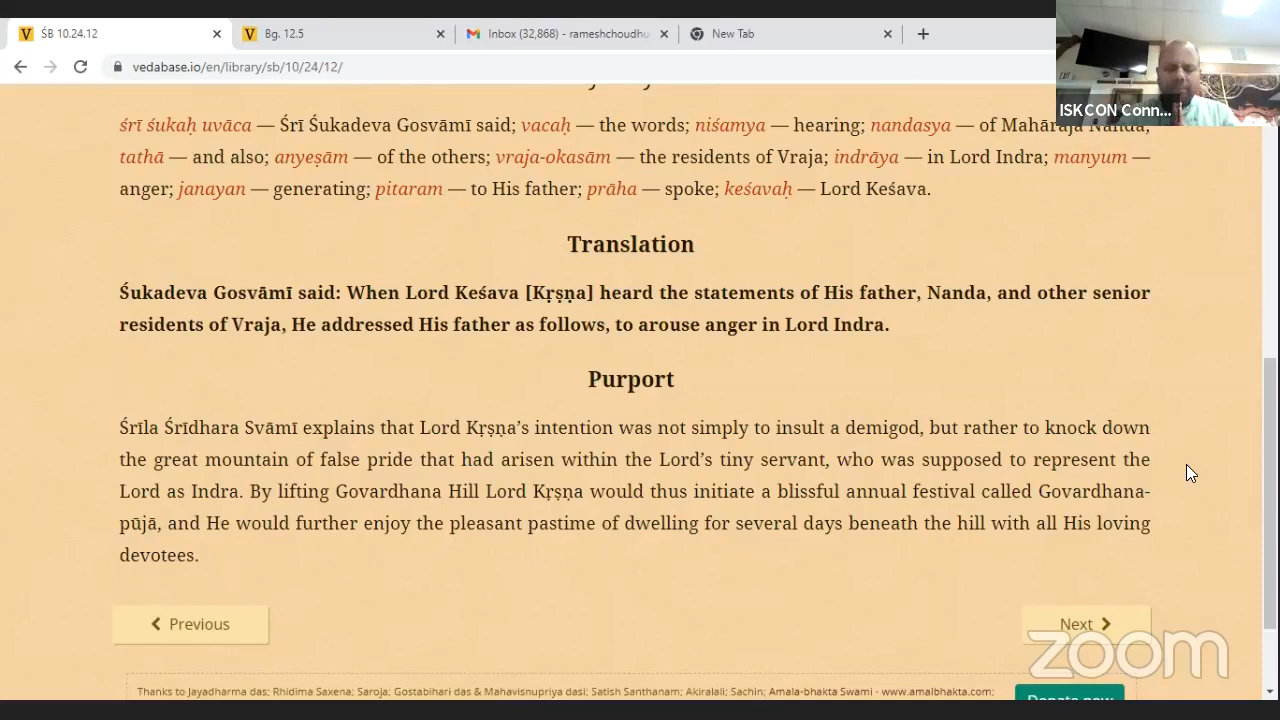 ŚB 10.24.12
Bg. 12.5
Inbox (32,868) - rameshchoudhu
New Tab
vedabase.io/en/library/sb/10/24/12/
ISKCON Conn...
śrī śukaḥ uvāca — Śrī Śukadeva Gosvāmī said; vacaḥ — the words; niśamya — hearing; nandasya — of Mahārāja Nanda;
tathā — and also; anyeṣām — of the others; vraja-okasām — the residents of Vraja; indrāya — in Lord Indra; manyum —
anger; janayan — generating; pitaram — to His father; prāha — spoke; keśavaḥ — Lord Keśava.
Translation
Śukadeva Gosvāmī said: When Lord Keśava [Kṛṣṇa] heard the statements of His father, Nanda, and other senior
residents of Vraja, He addressed His father as follows, to arouse anger in Lord Indra.
Purport
Śrīla Śrīdhara Svāmī explains that Lord Kṛṣṇa’s intention was not simply to insult a demigod, but rather to knock down
the great mountain of false pride that had arisen within the Lord’s tiny servant, who was supposed to represent the
Lord as Indra. By lifting Govardhana Hill Lord Kṛṣṇa would thus initiate a blissful annual festival called Govardhana-
pūjā, and He would further enjoy the pleasant pastime of dwelling for several days beneath the hill with all His loving
devotees.
Previous
Next
zoom
Thanks to Jayadharma das; Rhidima Saxena; Saroja; Gostabihari das & Mahavisnupriya dasi; Satish Santhanam; Akiralali; Sachin; Amala-bhakta Swami · www.amalbhakta.com;
Donate now